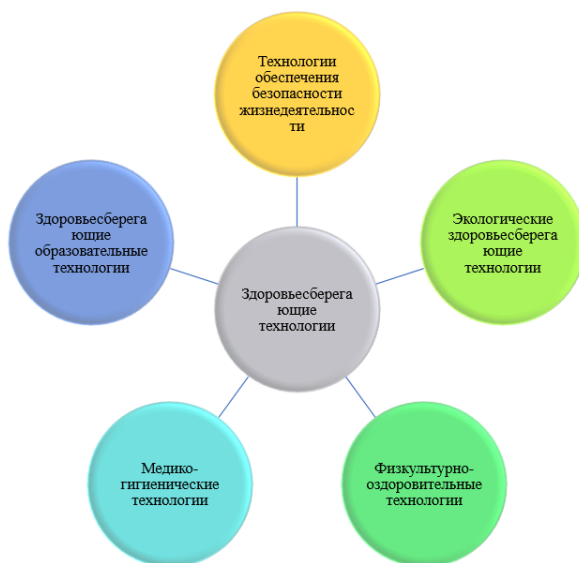 Технологии
обеспечения
безопасности
жизнедеятельнос
ти
Здоровьесберега
ющие
образовательные
технологии
Экологические
здоровьесберега
ющие
технологии
Здоровьесберега
ющие
технологии
Медико-
гигиенические
технологии
Физкультурно-
оздоровительные
технологии